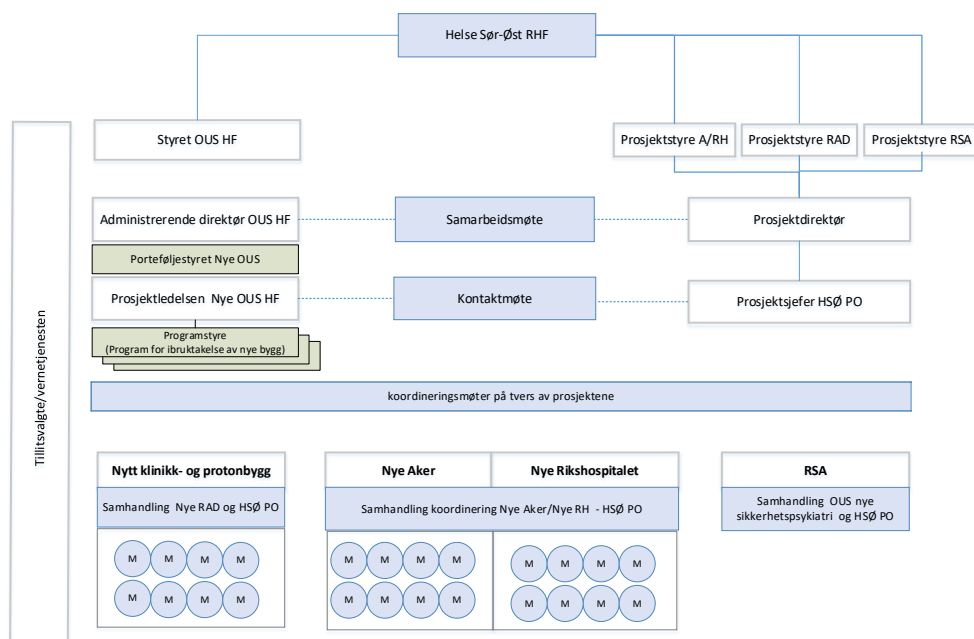 Helse Sør-Øst RHF
Styret OUS HF
Prosjektstyre A/RH
Prosjektstyre RAD
Prosjektstyre RSA
Administrerende direktør OUS HF
Samarbeidsmøte
Prosjektdirektør
Porteføljestyret Nye OUS
Prosjektledelsen Nye OUS HF
Kontaktmøte
Prosjektsjefer HSØ PO
Programstyre
(Program for ibruktakelse av nye bygg)
Tillitsvalgte/vernetjenesten
koordineringsmøter på tvers av prosjektene
Nytt klinikk- og protonbygg
Nye Aker
Nye Rikshospitalet
RSA
Samhandling Nye RAD og HSØ PO
Samhandling koordinering Nye Aker/Nye RH - HSØ PO
Samhandling OUS nye
sikkerhetspsykiatri og HSØ PO
M M M M
M M M M
M M M M
M M M M
M M M M
M M M M